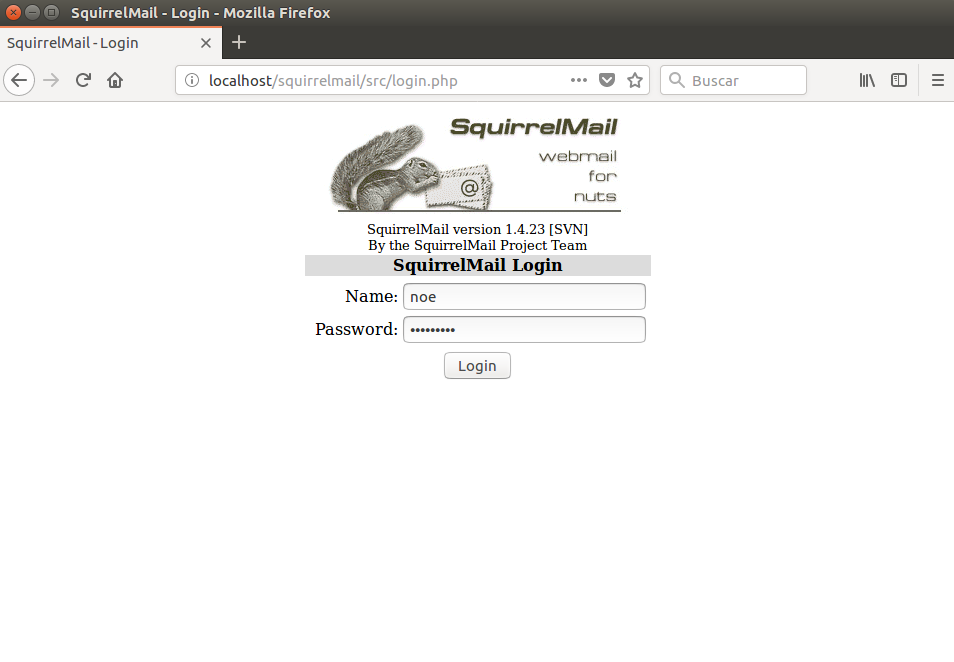 SquirrelMail - Login - Mozilla Firefox
SquirrelMail - Login
localhost/squirrelmail/src/login.php
Buscar
SquirrelMail
webmail
for
nuts
@
SquirrelMail version 1.4.23 [SVN]
By the SquirrelMail Project Team
SquirrelMail Login
Name: noe
Password: •••••••••
Login